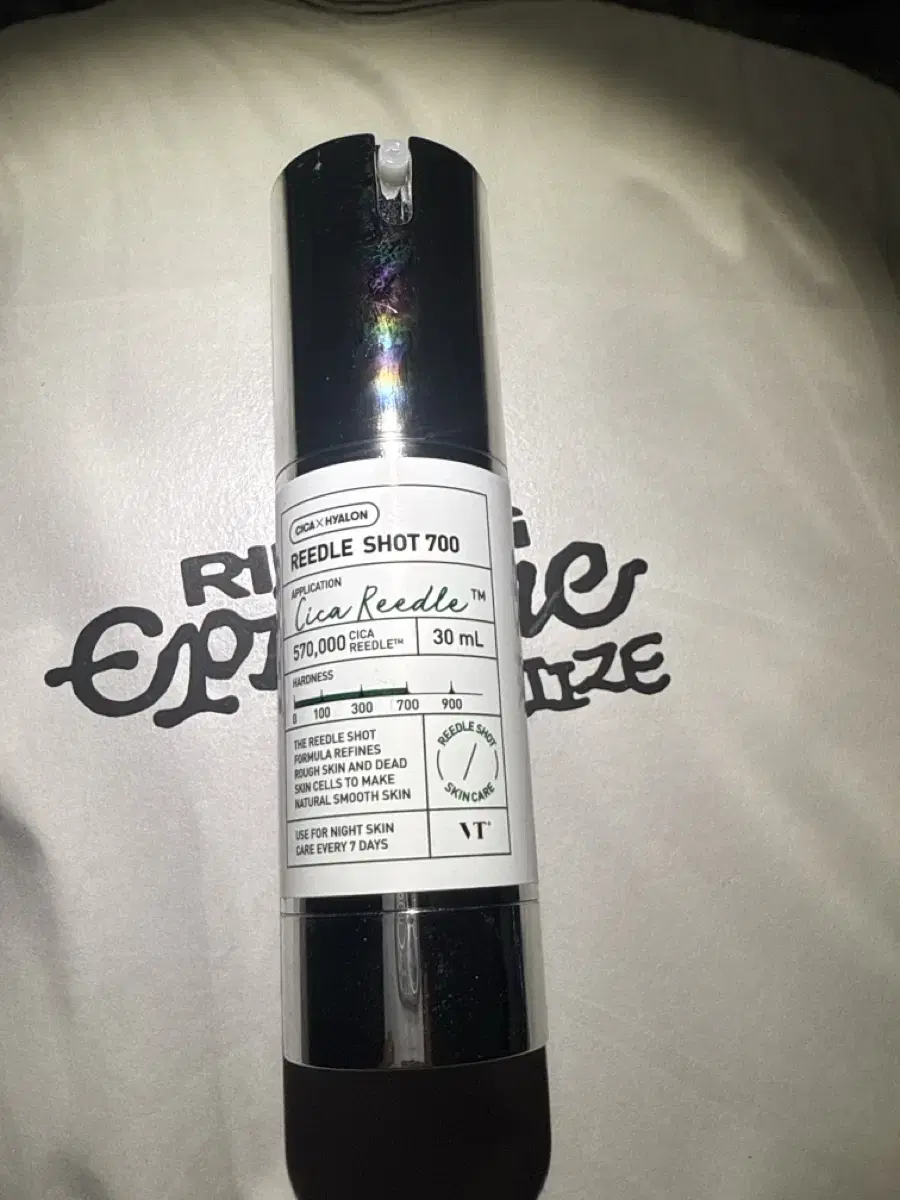 CICA X HYALON
REEDLE SHOT 700
APPLICATION
Cica Reedle™
570,000 CICA REEDLE™
30 mL
HARDNESS
0 100 300 700 900
THE REEDLE SHOT
FORMULA REFINES
ROUGH SKIN AND DEAD
SKIN CELLS TO MAKE
NATURAL SMOOTH SKIN
REEDLE SHOT
SKINCARE
USE FOR NIGHT SKIN
CARE EVERY 7 DAYS
VT